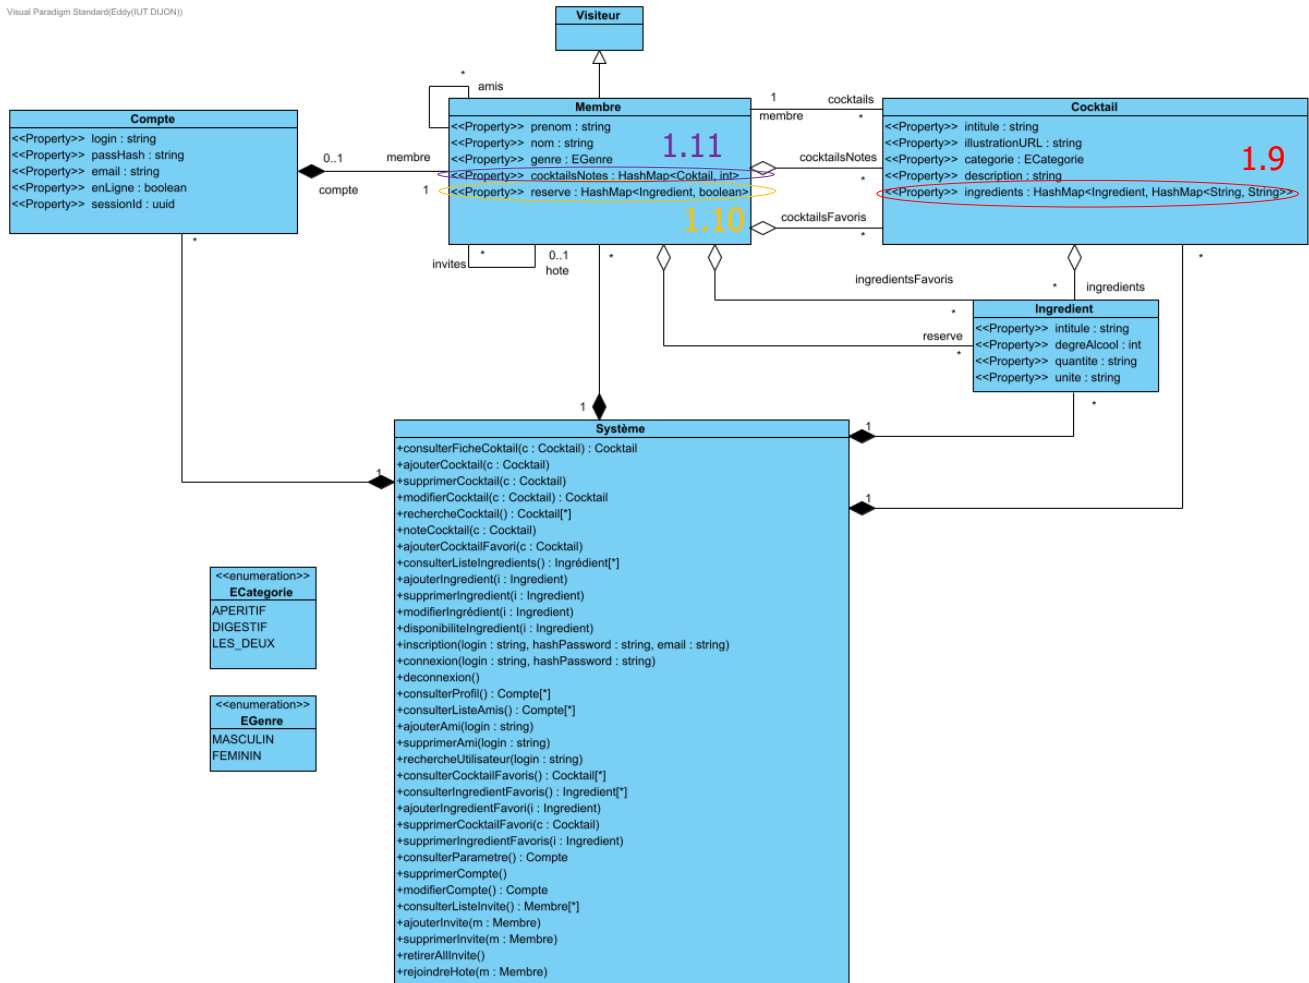 Visual Paradigm Standard(Eddy(IUT DIJON))
Visiteur
*
amis
Compte
<<Property>> login : string
<<Property>> passHash : string
<<Property>> email : string
<<Property>> enLigne : boolean
<<Property>> sessionId : uuid
0..1
compte
membre
1
*
Membre
<<Property>> prenom : string
<<Property>> nom : string
<<Property>> genre : EGenre
<<Property>> cocktailsNotes : HashMap<Coktail, int>
<<Property>> reserve : HashMap<Ingredient, boolean>
1.11
1.10
1
membre
cocktails
*
cocktailsNotes
*
cocktailsFavoris
*
Cocktail
<<Property>> intitule : string
<<Property>> illustrationURL : string
<<Property>> categorie : ECategorie
<<Property>> description : string
<<Property>> ingredients : HashMap<Ingredient, HashMap<String, String>>
1.9
invites
*
0..1
hote
*
*
ingredientsFavoris
*
*
ingredients
reserve
*
Ingredient
<<Property>> intitule : string
<<Property>> degreAlcool : int
<<Property>> quantite : string
<<Property>> unite : string
*
1
1
1
1
Système
+consulterFicheCoktail(c : Cocktail) : Cocktail
+ajouterCocktail(c : Cocktail)
+supprimerCocktail(c : Cocktail)
+modifierCocktail(c : Cocktail) : Cocktail
+rechercheCocktail() : Cocktail[*]
+noteCocktail(c : Cocktail)
+ajouterCocktailFavori(c : Cocktail)
+consulterListeIngredients() : Ingrédient[*]
+ajouterIngredient(i : Ingredient)
+supprimerIngredient(i : Ingredient)
+modifierIngrédient(i : Ingredient)
+disponibiliteIngredient(i : Ingredient)
+inscription(login : string, hashPassword : string, email : string)
+connexion(login : string, hashPassword : string)
+deconnexion()
+consulterProfil() : Compte[*]
+consulterListeAmis() : Compte[*]
+ajouterAmi(login : string)
+supprimerAmi(login : string)
+rechercheUtilisateur(login : string)
+consulterCocktailFavoris() : Cocktail[*]
+consulterIngredientFavoris() : Ingredient[*]
+ajouterIngredientFavori(i : Ingredient)
+supprimerCocktailFavori(c : Cocktail)
+supprimerIngredientFavoris(i : Ingredient)
+consulterParametre() : Compte
+supprimerCompte()
+modifierCompte() : Compte
+consulterListeInvite() : Membre[*]
+ajouterInvite(m : Membre)
+supprimerInvite(m : Membre)
+retirerAllInvite()
+rejoindreHote(m : Membre)
<<enumeration>>
ECategorie
APERITIF
DIGESTIF
LES_DEUX
<<enumeration>>
EGenre
MASCULIN
FEMININ